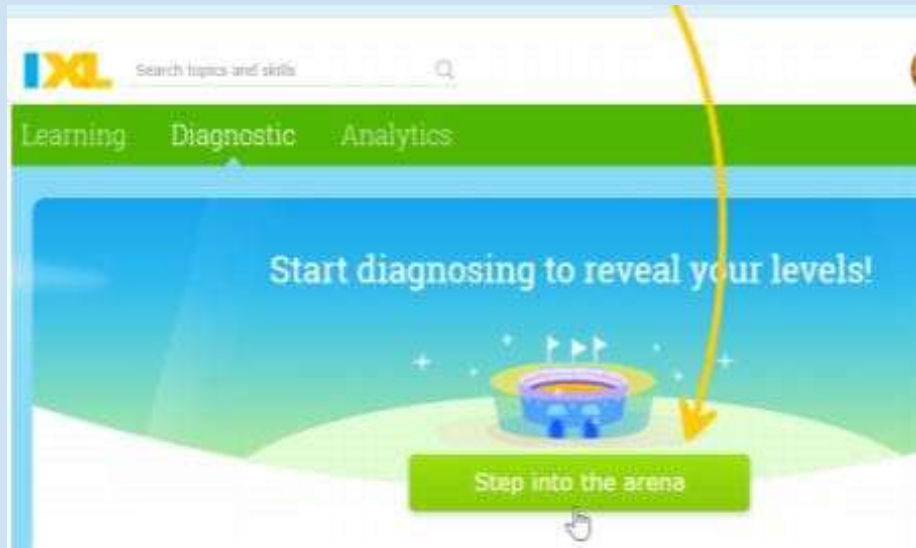 IXL
Search topics and skills
Learning Diagnostic Analytics
Start diagnosing to reveal your levels!
Step into the arena